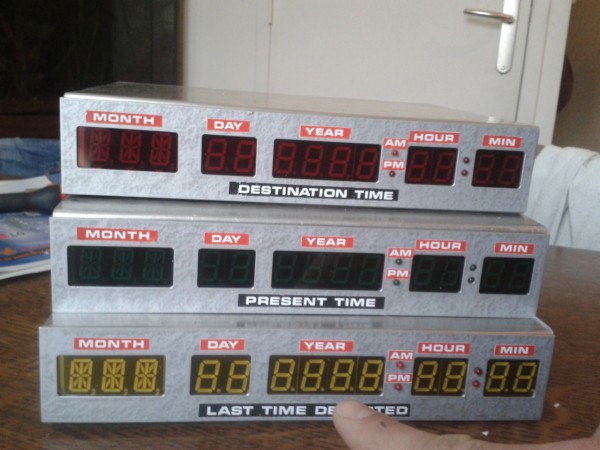 MONTH DAY YEAR AM HOUR MIN
PM
DESTINATION TIME
MONTH DAY YEAR AM HOUR MIN
PM
PRESENT TIME
MONTH DAY YEAR AM HOUR MIN
PM
LAST TIME DEPARTED